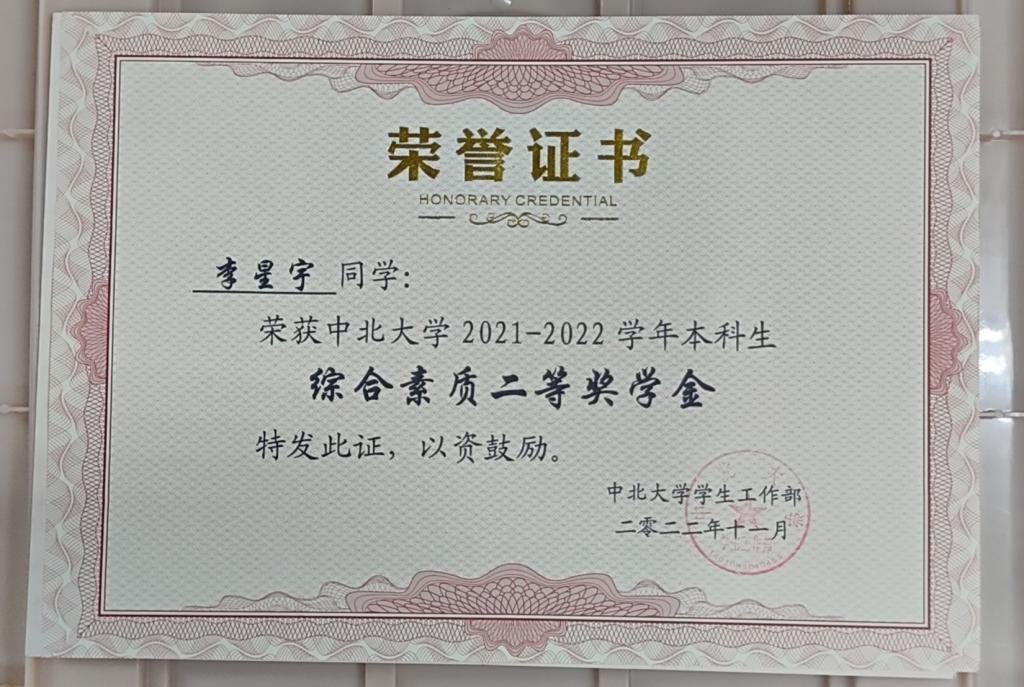 荣誉证书
HONORARY CREDENTIAL
李星宇 同学:
荣获中北大学 2021-2022 学年本科生
综合素质二等奖学金
特发此证，以资鼓励。
中北大学学生工作部
二零二二年十一月